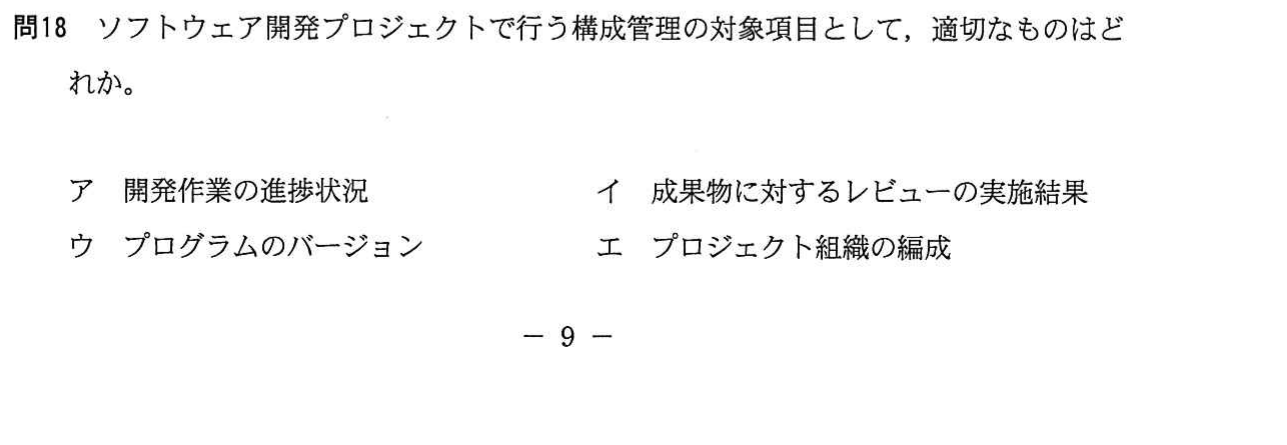 問18 ソフトウェア開発プロジェクトで行う構成管理の対象項目として，適切なものはど
れか。
ア 開発作業の進捗状況 イ 成果物に対するレビューの実施結果
ウ プログラムのバージョン エ プロジェクト組織の編成
－ 9 －